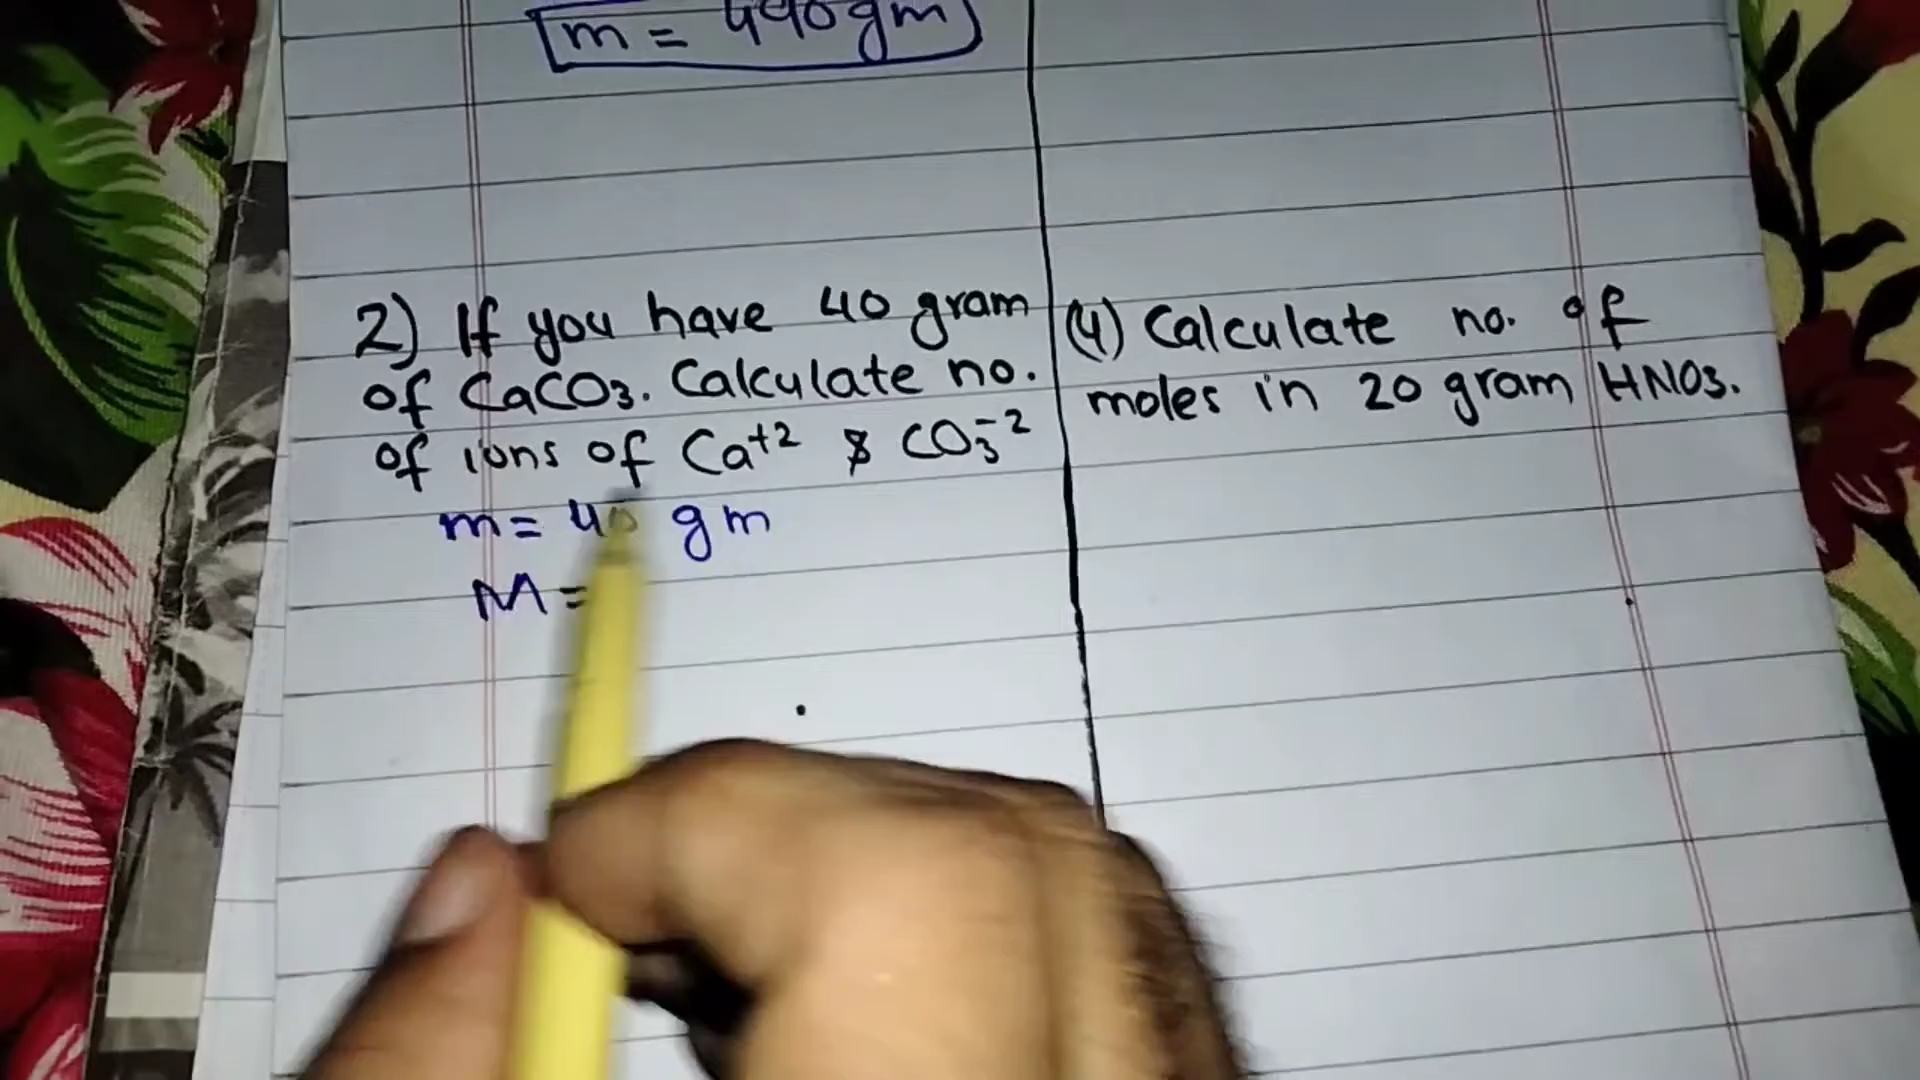 m = 440gm
2) If you have 40 gram
of CaCO3. Calculate no.
of ions of Ca+2 & CO3-2
m = 40 gm
M =
(4) Calculate no. of
moles in 20 gram HNO3.